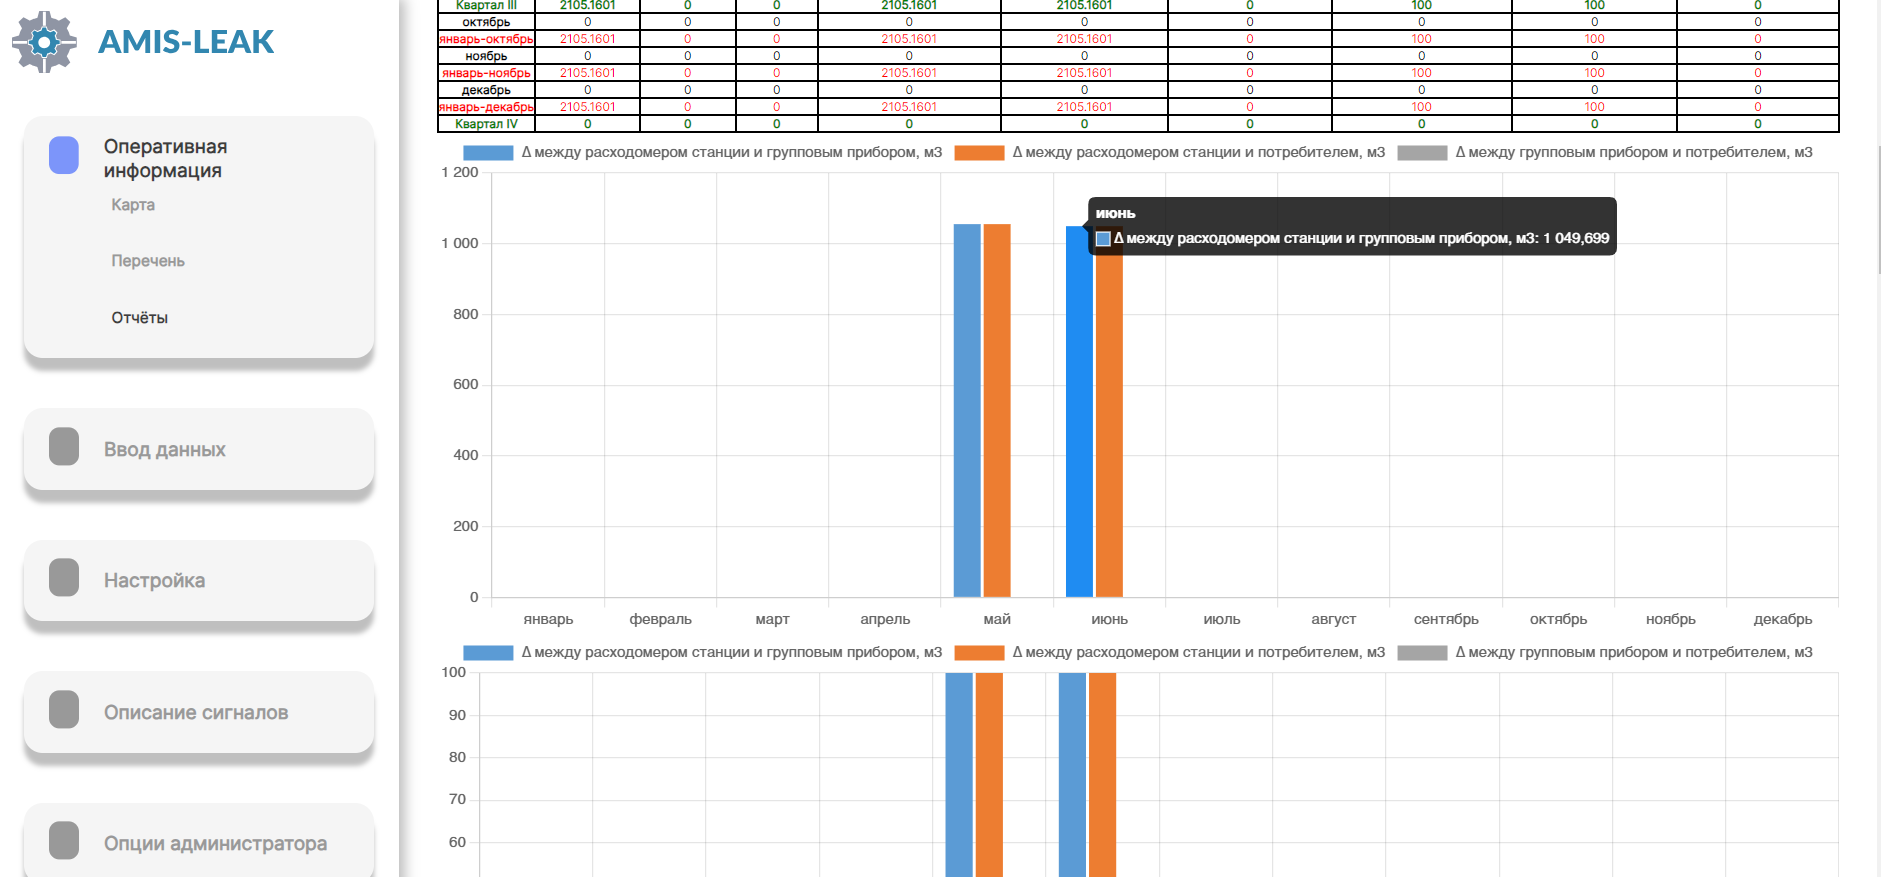 AMIS-LEAK
Оперативная
информация
Карта
Перечень
Отчёты
Ввод данных
Настройка
Описание сигналов
Опции администратора
Квартал III 2105.1601 0 0 2105.1601 2105.1601 0 100 100 0
октябрь 0 0 0 0 0 0 0 0 0
январь-октябрь 2105.1601 0 0 2105.1601 2105.1601 0 100 100 0
ноябрь 0 0 0 0 0 0 0 0 0
январь-ноябрь 2105.1601 0 0 2105.1601 2105.1601 0 100 100 0
декабрь 0 0 0 0 0 0 0 0 0
январь-декабрь 2105.1601 0 0 2105.1601 2105.1601 0 100 100 0
Квартал IV 0 0 0 0 0 0 0 0 0
Δ между расходомером станции и групповым прибором, м3 Δ между расходомером станции и потребителем, м3 Δ между групповым прибором и потребителем, м3
1 200
1 000
800
600
400
200
0
июнь
Δ между расходомером станции и групповым прибором, м3: 1 049,699
январь февраль март апрель май июнь июль август сентябрь октябрь ноябрь декабрь
Δ между расходомером станции и групповым прибором, м3 Δ между расходомером станции и потребителем, м3 Δ между групповым прибором и потребителем, м3
100
90
80
70
60